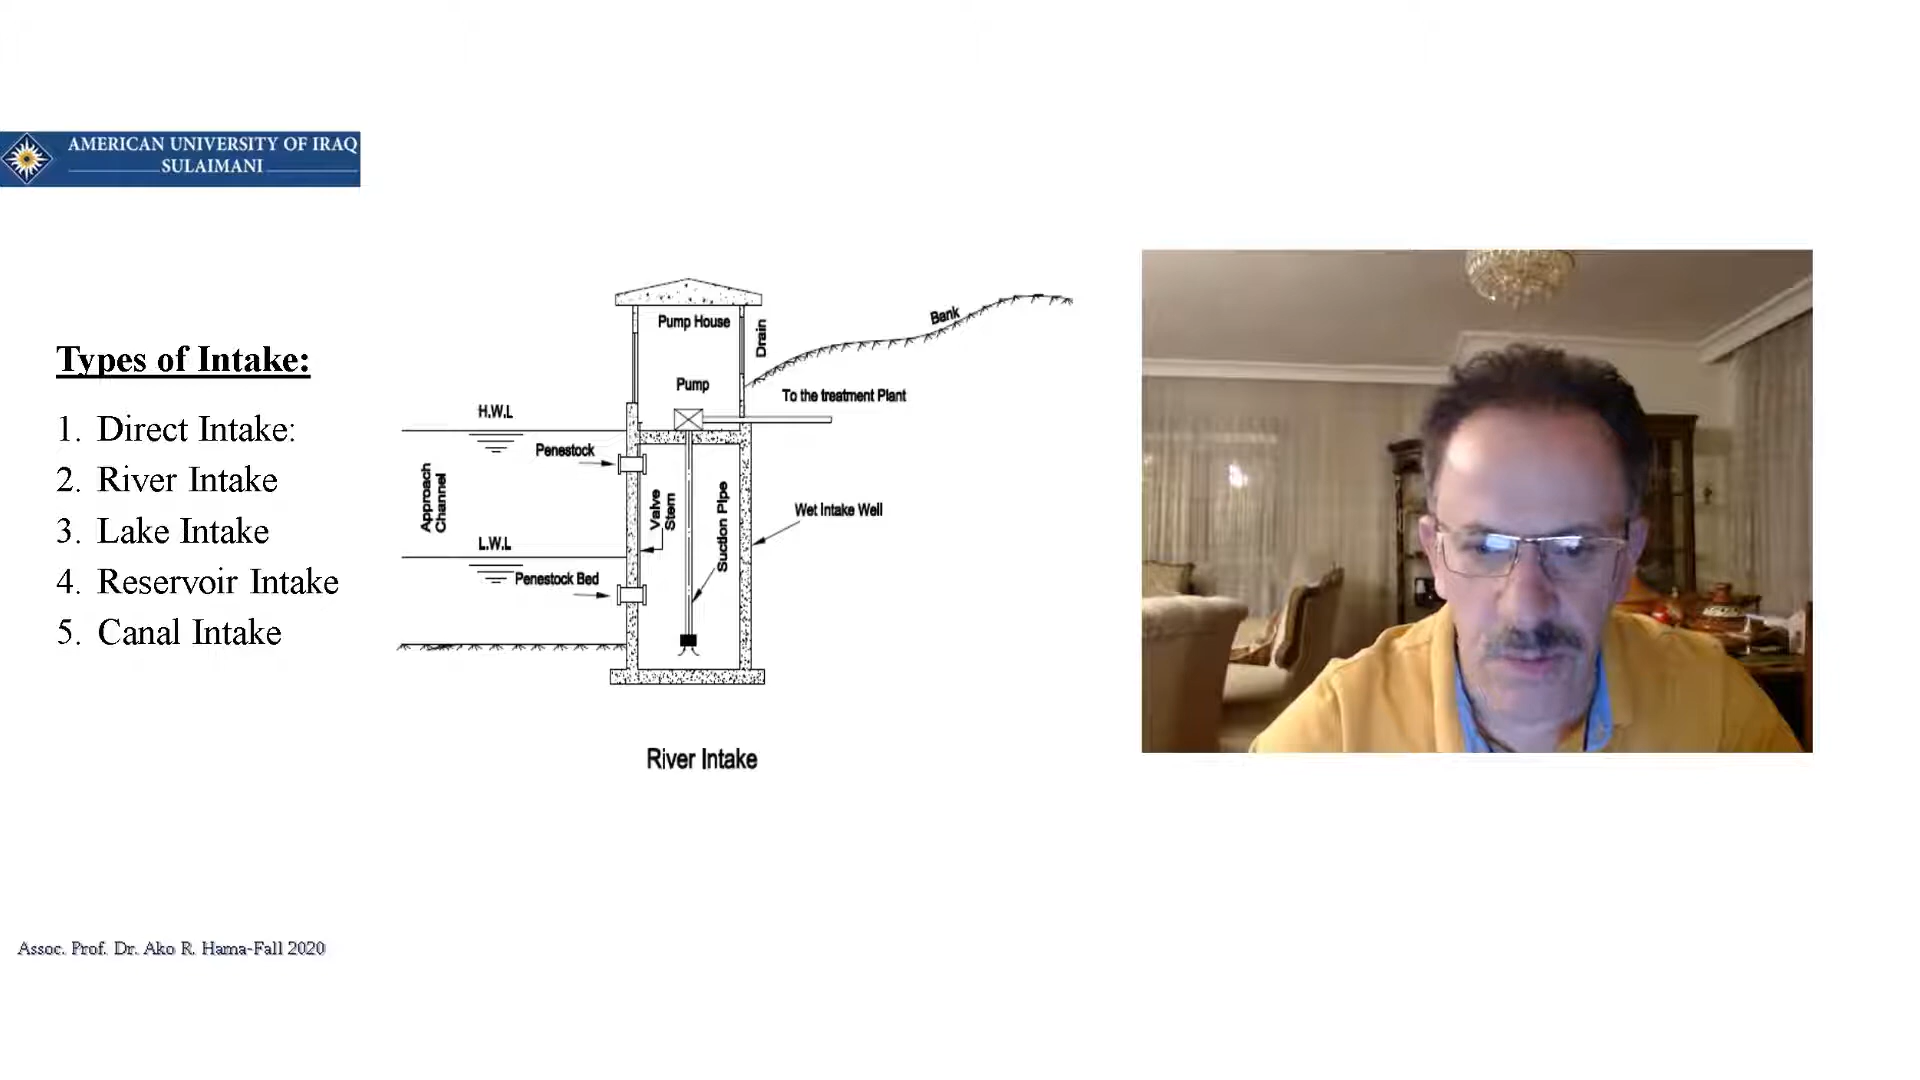 AMERICAN UNIVERSITY OF IRAQ
SULAIMANI
Types of Intake:
1. Direct Intake:
2. River Intake
3. Lake Intake
4. Reservoir Intake
5. Canal Intake
Pump House
Drain
Bank
Pump
To the treatment Plant
H.W.L
Penestock
Approach
Channel
Valve
Stem
Suction Pipe
Wet Intake Well
L.W.L
Penestock Bed
River Intake
Assoc. Prof. Dr. Ako R. Hama-Fall 2020